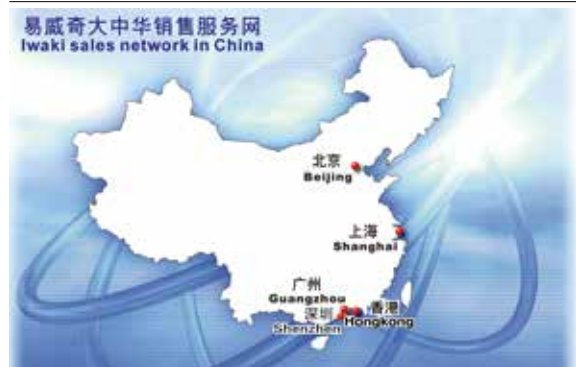 易威奇大中华销售服务网
Iwaki sales network in China
北京
Beijing
上海
Shanghai
广州
Guangzhou
深圳
Shenzhen
香港
Hongkong